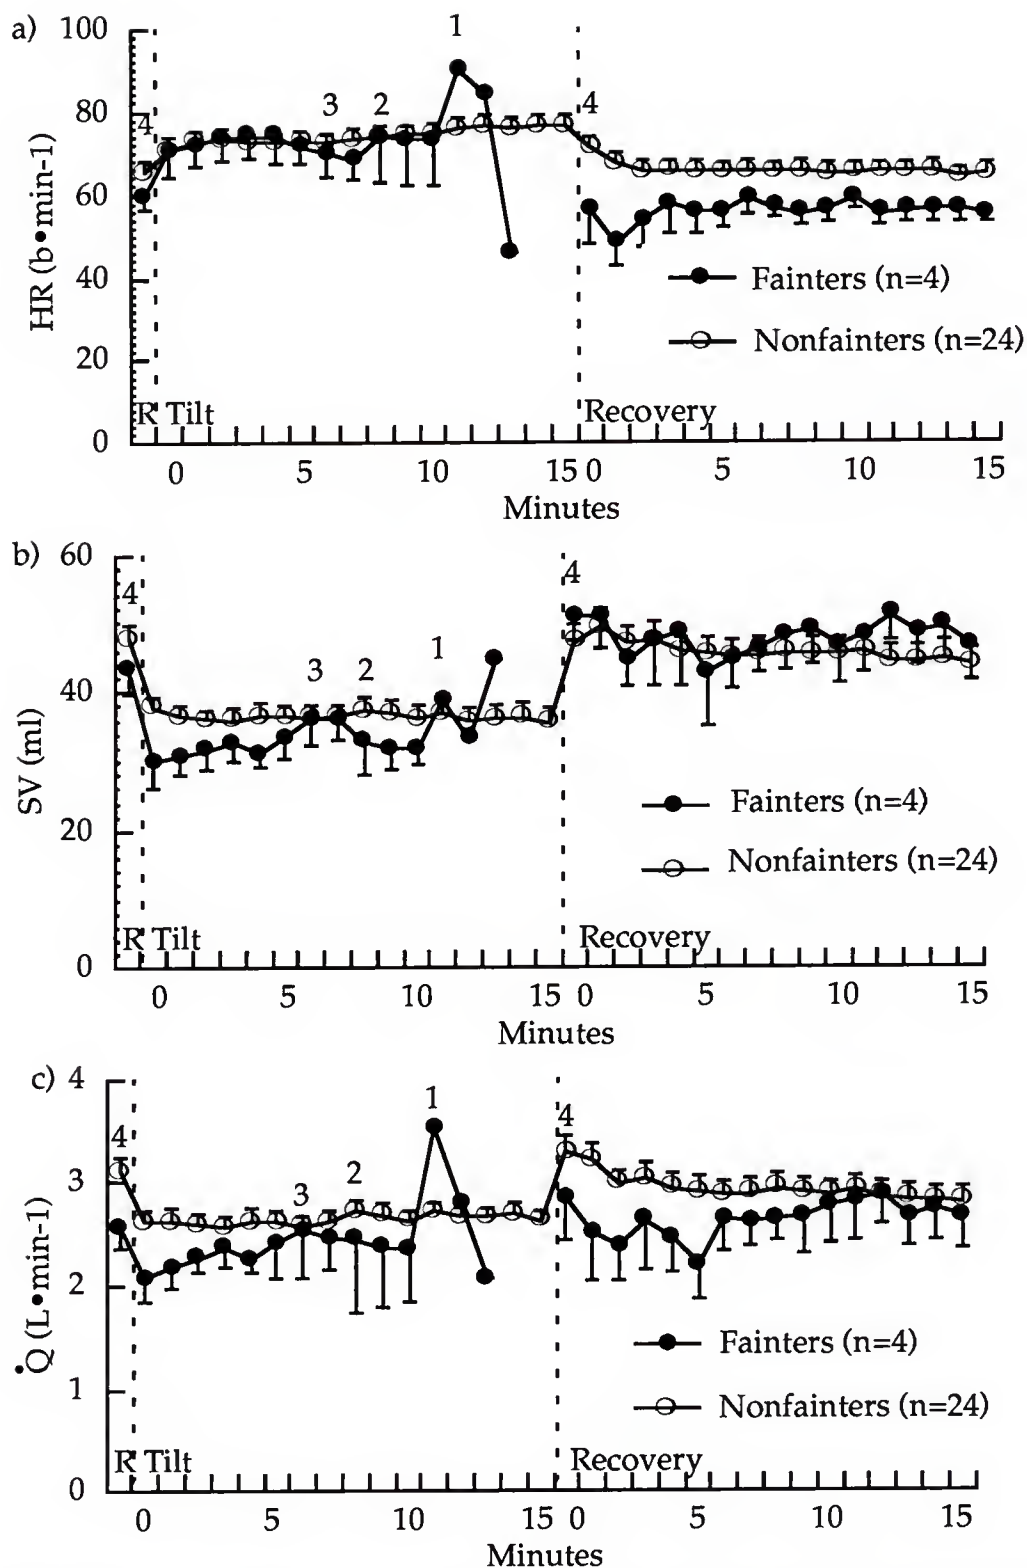 a) 100
80
60
40
20
0
HR (b•min-1)
4 3 2 1 4
Fainters (n=4)
Nonfainters (n=24)
R Tilt Recovery
0 5 10 15 0 5 10 15
Minutes
b) 60
40
20
0
SV (ml)
4 3 2 1 4
Fainters (n=4)
Nonfainters (n=24)
R Tilt Recovery
0 5 10 15 0 5 10 15
Minutes
c) 4
3
2
1
0
Q̇ (L•min-1)
4 3 2 1 4
Fainters (n=4)
Nonfainters (n=24)
R Tilt Recovery
0 5 10 15 0 5 10 15
Minutes